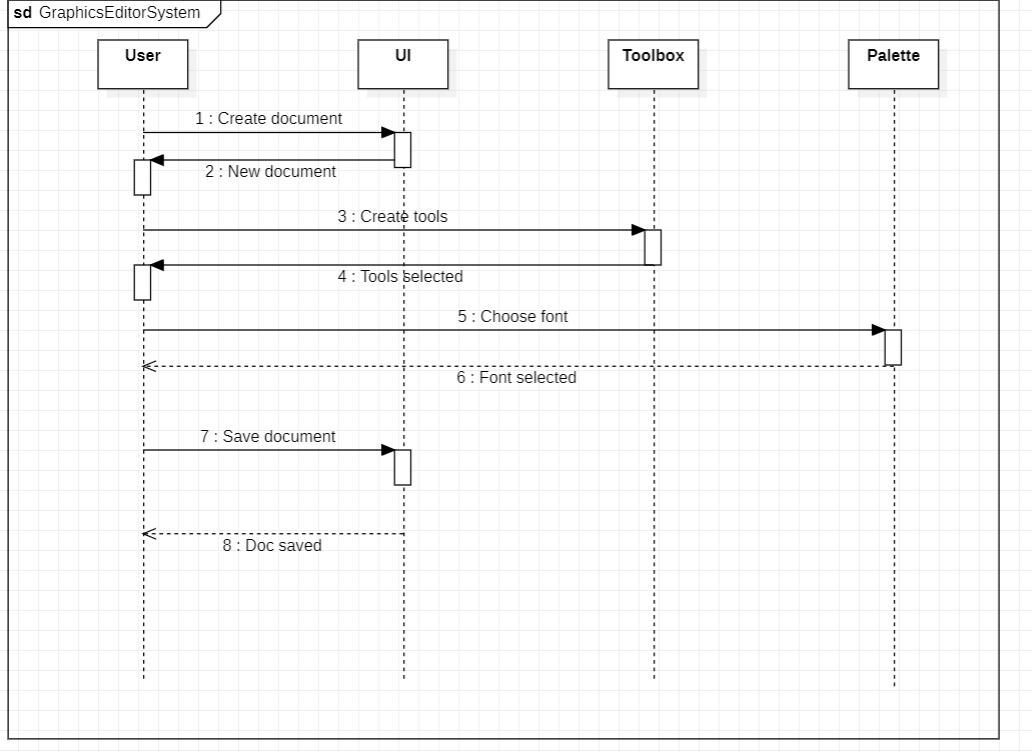 sd GraphicsEditorSystem
User
UI
Toolbox
Palette
1 : Create document
2 : New document
3 : Create tools
4 : Tools selected
5 : Choose font
6 : Font selected
7 : Save document
8 : Doc saved